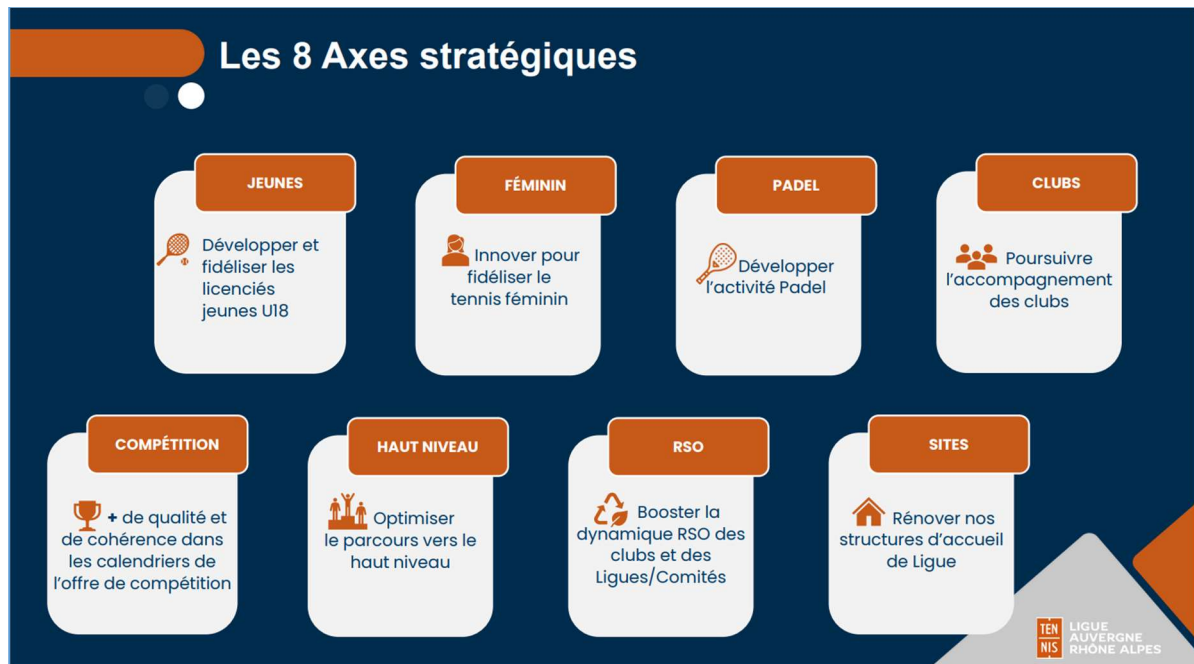 Les 8 Axes stratégiques
JEUNES
Développer et
fidéliser les
licenciés
jeunes U18
FÉMININ
Innover pour
fidéliser le
tennis féminin
PADEL
Développer
l'activité Padel
CLUBS
Poursuivre
l'accompagnement
des clubs
COMPÉTITION
+ de qualité et
de cohérence dans
les calendriers de
l'offre de compétition
HAUT NIVEAU
Optimiser
le parcours vers le
haut niveau
RSO
Booster la
dynamique RSO des
clubs et des
Ligues/Comités
SITES
Rénover nos
structures d'accueil
de Ligue
TEN
NIS
LIGUE
AUVERGNE
RHÔNE ALPES